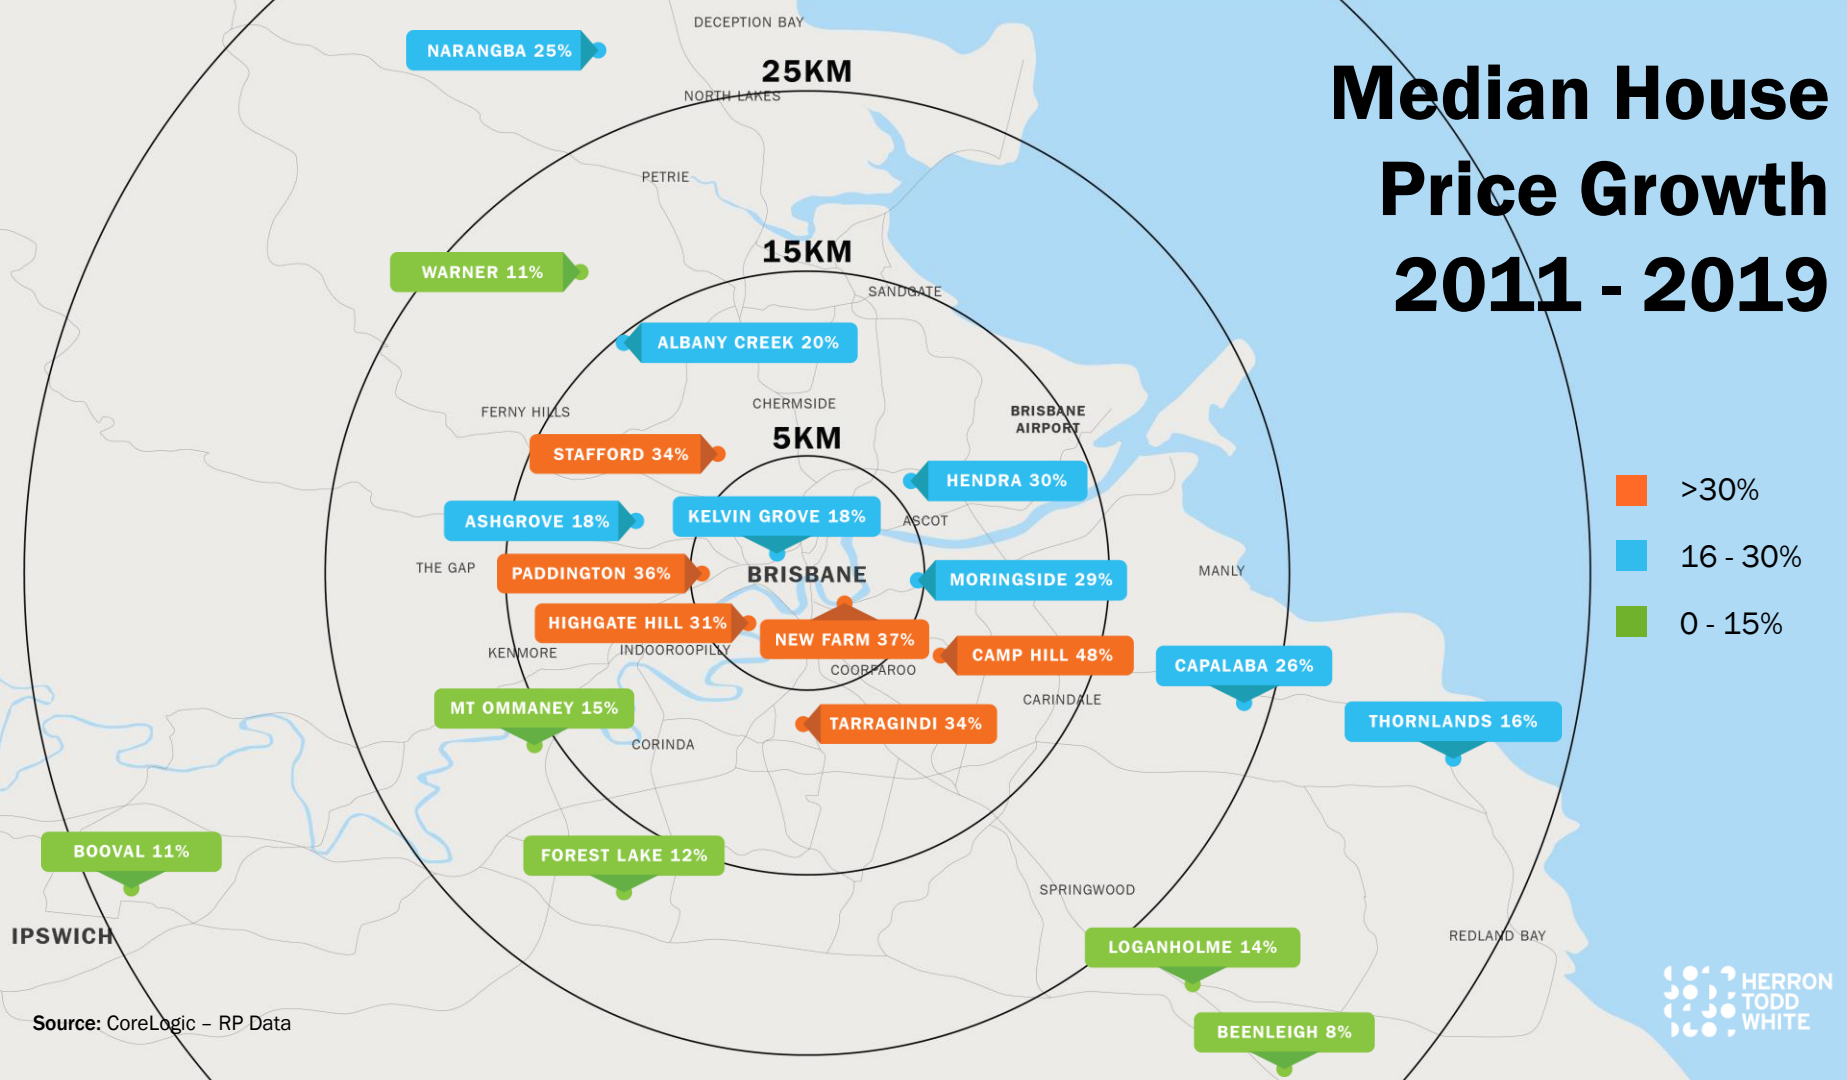 Median House
Price Growth
2011 - 2019
DECEPTION BAY
NARANGBA 25%
25KM
NORTH LAKES
PETRIE
15KM
WARNER 11%
SANDGATE
ALBANY CREEK 20%
CHERMSIDE
FERNY HILLS
BRISBANE
AIRPORT
5KM
STAFFORD 34%
HENDRA 30%
>30%
KELVIN GROVE 18%
ASHGROVE 18%
ASCOT
16 - 30%
THE GAP
PADDINGTON 36%
BRISBANE
MORINGSIDE 29%
MANLY
HIGHGATE HILL 31%
0 - 15%
NEW FARM 37%
KENMORE
INDOOROOPILLY
CAMP HILL 48%
COORPAROO
CAPALABA 26%
CARINDALE
MT OMMANEY 15%
TARRAGINDI 34%
THORNLANDS 16%
CORINDA
BOOVAL 11%
FOREST LAKE 12%
SPRINGWOOD
IPSWICH
REDLAND BAY
LOGANHOLME 14%
BEENLEIGH 8%
Source: CoreLogic – RP Data
HERRON
TODD
WHITE